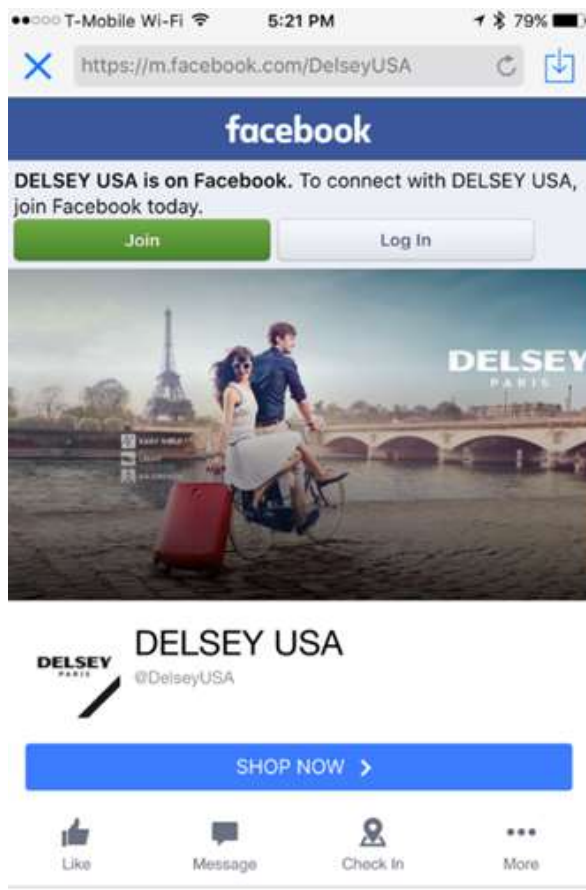 T-Mobile Wi-Fi 5:21 PM 79%
https://m.facebook.com/DelseyUSA
facebook
DELSEY USA is on Facebook. To connect with DELSEY USA,
join Facebook today.
Join Log In
DELSEY
PARIS
DELSEY
PARIS
DELSEY USA
@DelseyUSA
SHOP NOW
Like Message Check In More